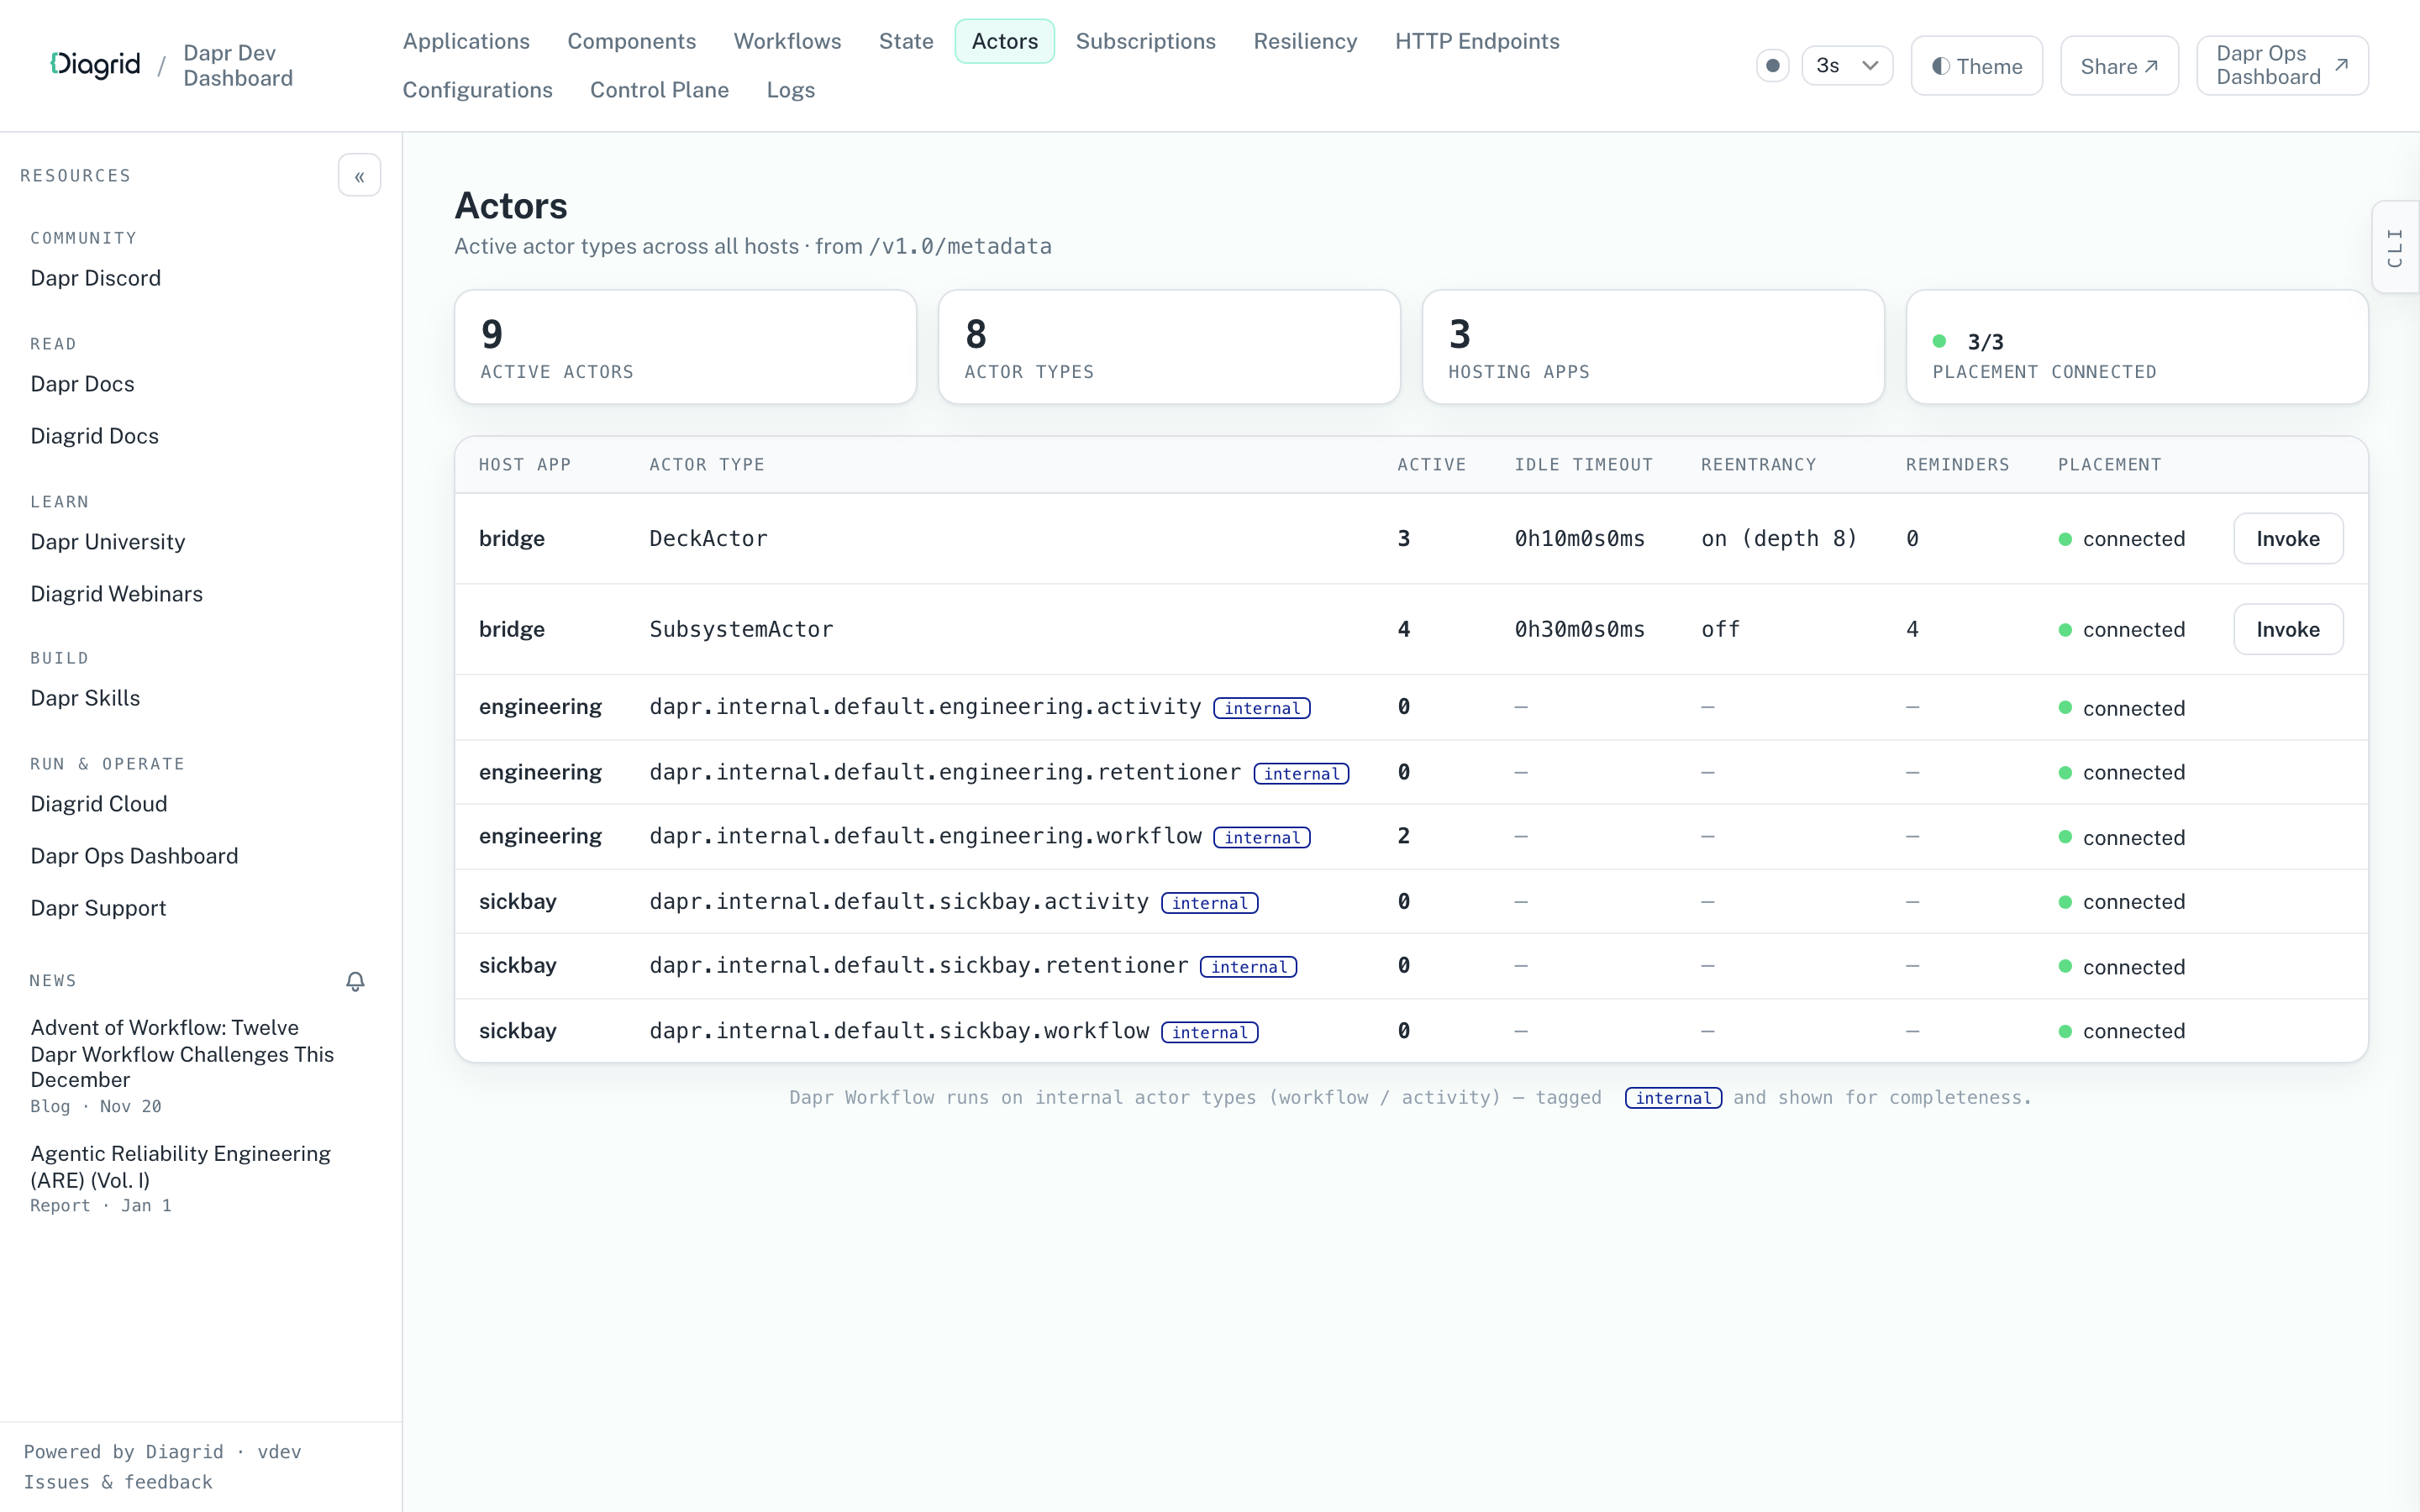 Diagrid / Dapr Dev Dashboard
Applications Components Workflows State Actors Subscriptions Resiliency HTTP Endpoints
Configurations Control Plane Logs
3s Theme Share ↗ Dapr Ops Dashboard ↗
RESOURCES «
COMMUNITY
Dapr Discord
READ
Dapr Docs
Diagrid Docs
LEARN
Dapr University
Diagrid Webinars
BUILD
Dapr Skills
RUN & OPERATE
Diagrid Cloud
Dapr Ops Dashboard
Dapr Support
NEWS
Advent of Workflow: Twelve
Dapr Workflow Challenges This
December
Blog · Nov 20
Agentic Reliability Engineering
(ARE) (Vol. I)
Report · Jan 1
Powered by Diagrid · vdev
Issues & feedback
CLI
Actors
Active actor types across all hosts · from /v1.0/metadata
9
ACTIVE ACTORS
8
ACTOR TYPES
3
HOSTING APPS
3/3
PLACEMENT CONNECTED
HOST APP ACTOR TYPE ACTIVE IDLE TIMEOUT REENTRANCY REMINDERS PLACEMENT
bridge DeckActor 3 0h10m0s0ms on (depth 8) 0 connected Invoke
bridge SubsystemActor 4 0h30m0s0ms off 4 connected Invoke
engineering dapr.internal.default.engineering.activity internal 0 — — — connected
engineering dapr.internal.default.engineering.retentioner internal 0 — — — connected
engineering dapr.internal.default.engineering.workflow internal 2 — — — connected
sickbay dapr.internal.default.sickbay.activity internal 0 — — — connected
sickbay dapr.internal.default.sickbay.retentioner internal 0 — — — connected
sickbay dapr.internal.default.sickbay.workflow internal 0 — — — connected
Dapr Workflow runs on internal actor types (workflow / activity) — tagged internal and shown for completeness.